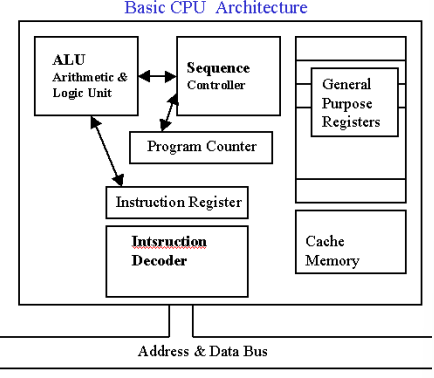 Basic CPU Architecture
ALU
Arithmetic &
Logic Unit
Sequence
Controller
General
Purpose
Registers
Program Counter
Instruction Register
Intsruction
Decoder
Cache
Memory
Address & Data Bus